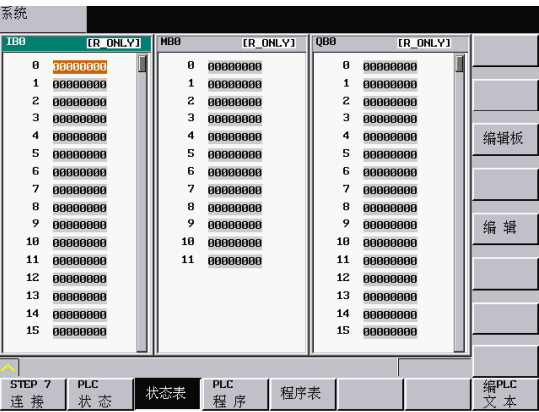 系统
IB0 [R_ONLY] MB0 [R_ONLY] QB0 [R_ONLY]
0 00000000 0 00000000 0 00000000
1 00000000 1 00000000 1 00000000
2 00000000 2 00000000 2 00000000
3 00000000 3 00000000 3 00000000
4 00000000 4 00000000 4 00000000
编辑板
5 00000000 5 00000000 5 00000000
6 00000000 6 00000000 6 00000000
7 00000000 7 00000000 7 00000000
8 00000000 8 00000000 8 00000000
9 00000000 9 00000000 9 00000000
编 辑
10 00000000 10 00000000 10 00000000
11 00000000 11 00000000 11 00000000
12 00000000 12 00000000
13 00000000 13 00000000
14 00000000 14 00000000
15 00000000 15 00000000
STEP 7
连 接
PLC
状 态
状态表
PLC
程 序
程序表
编PLC
文 本